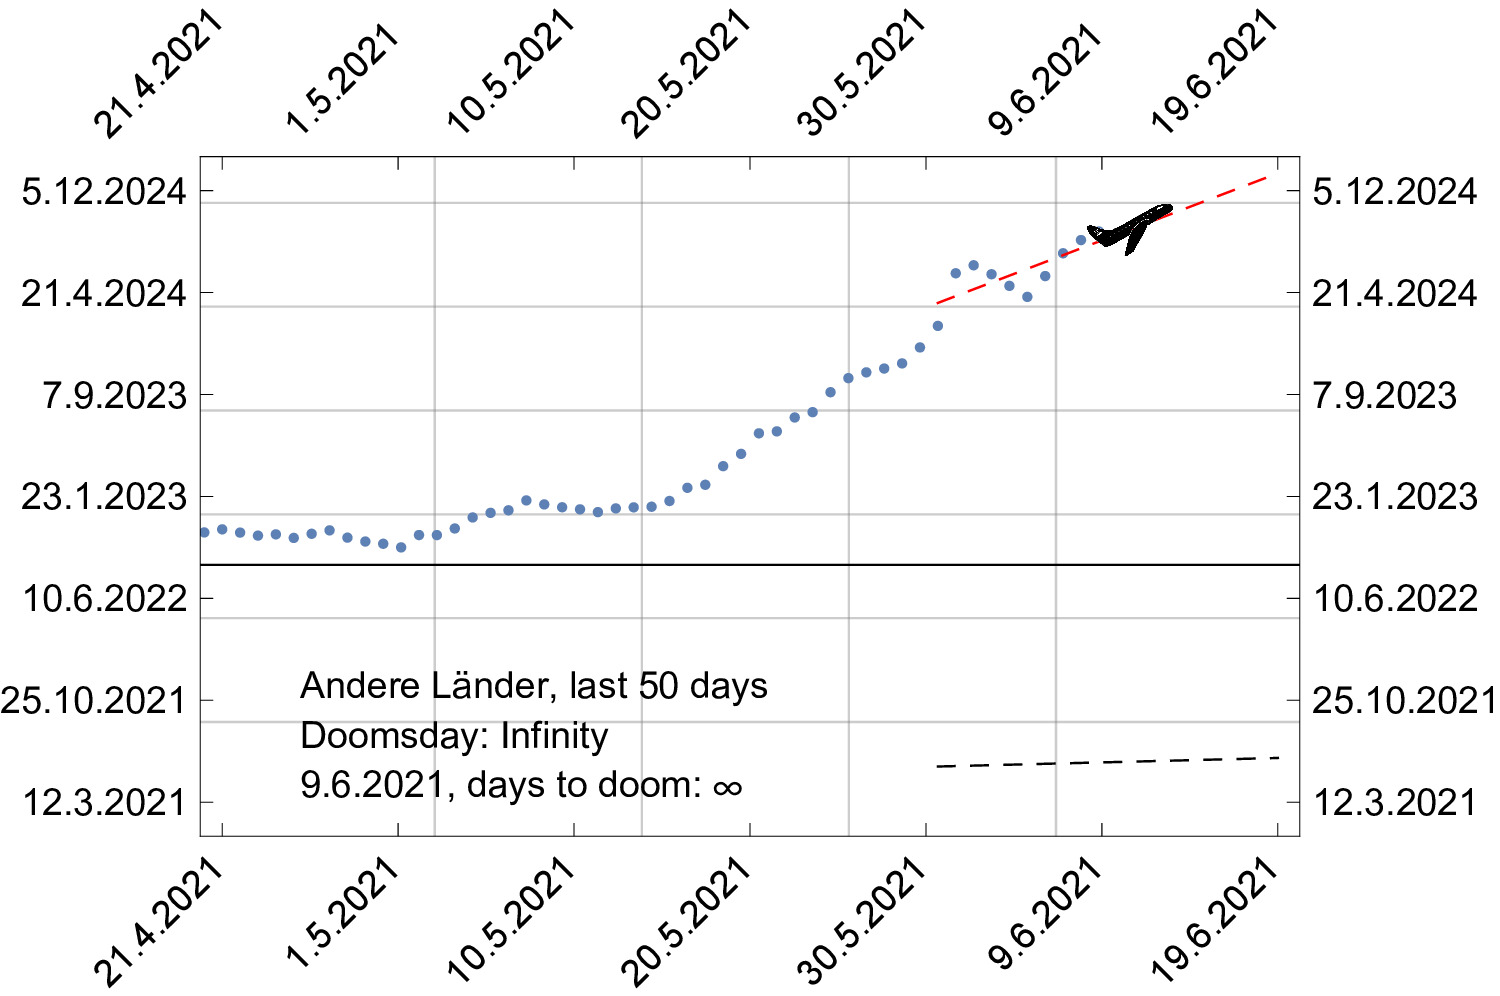 21.4.2021 1.5.2021 10.5.2021 20.5.2021 30.5.2021 9.6.2021 19.6.2021
5.12.2024 5.12.2024
21.4.2024 21.4.2024
7.9.2023 7.9.2023
23.1.2023 23.1.2023
10.6.2022 10.6.2022
Andere Länder, last 50 days
25.10.2021 25.10.2021
Doomsday: Infinity
9.6.2021, days to doom: ∞
12.3.2021 12.3.2021
21.4.2021 1.5.2021 10.5.2021 20.5.2021 30.5.2021 9.6.2021 19.6.2021